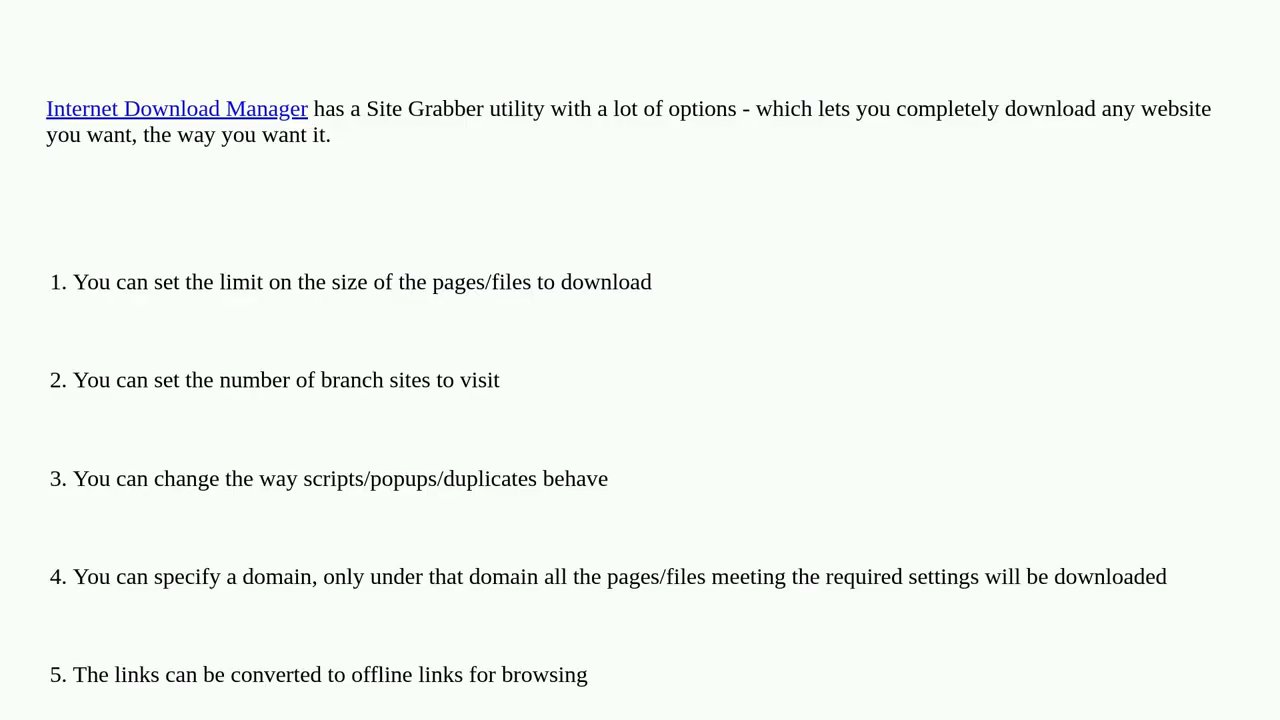 Internet Download Manager has a Site Grabber utility with a lot of options - which lets you completely download any website
you want, the way you want it.
1. You can set the limit on the size of the pages/files to download
2. You can set the number of branch sites to visit
3. You can change the way scripts/popups/duplicates behave
4. You can specify a domain, only under that domain all the pages/files meeting the required settings will be downloaded
5. The links can be converted to offline links for browsing